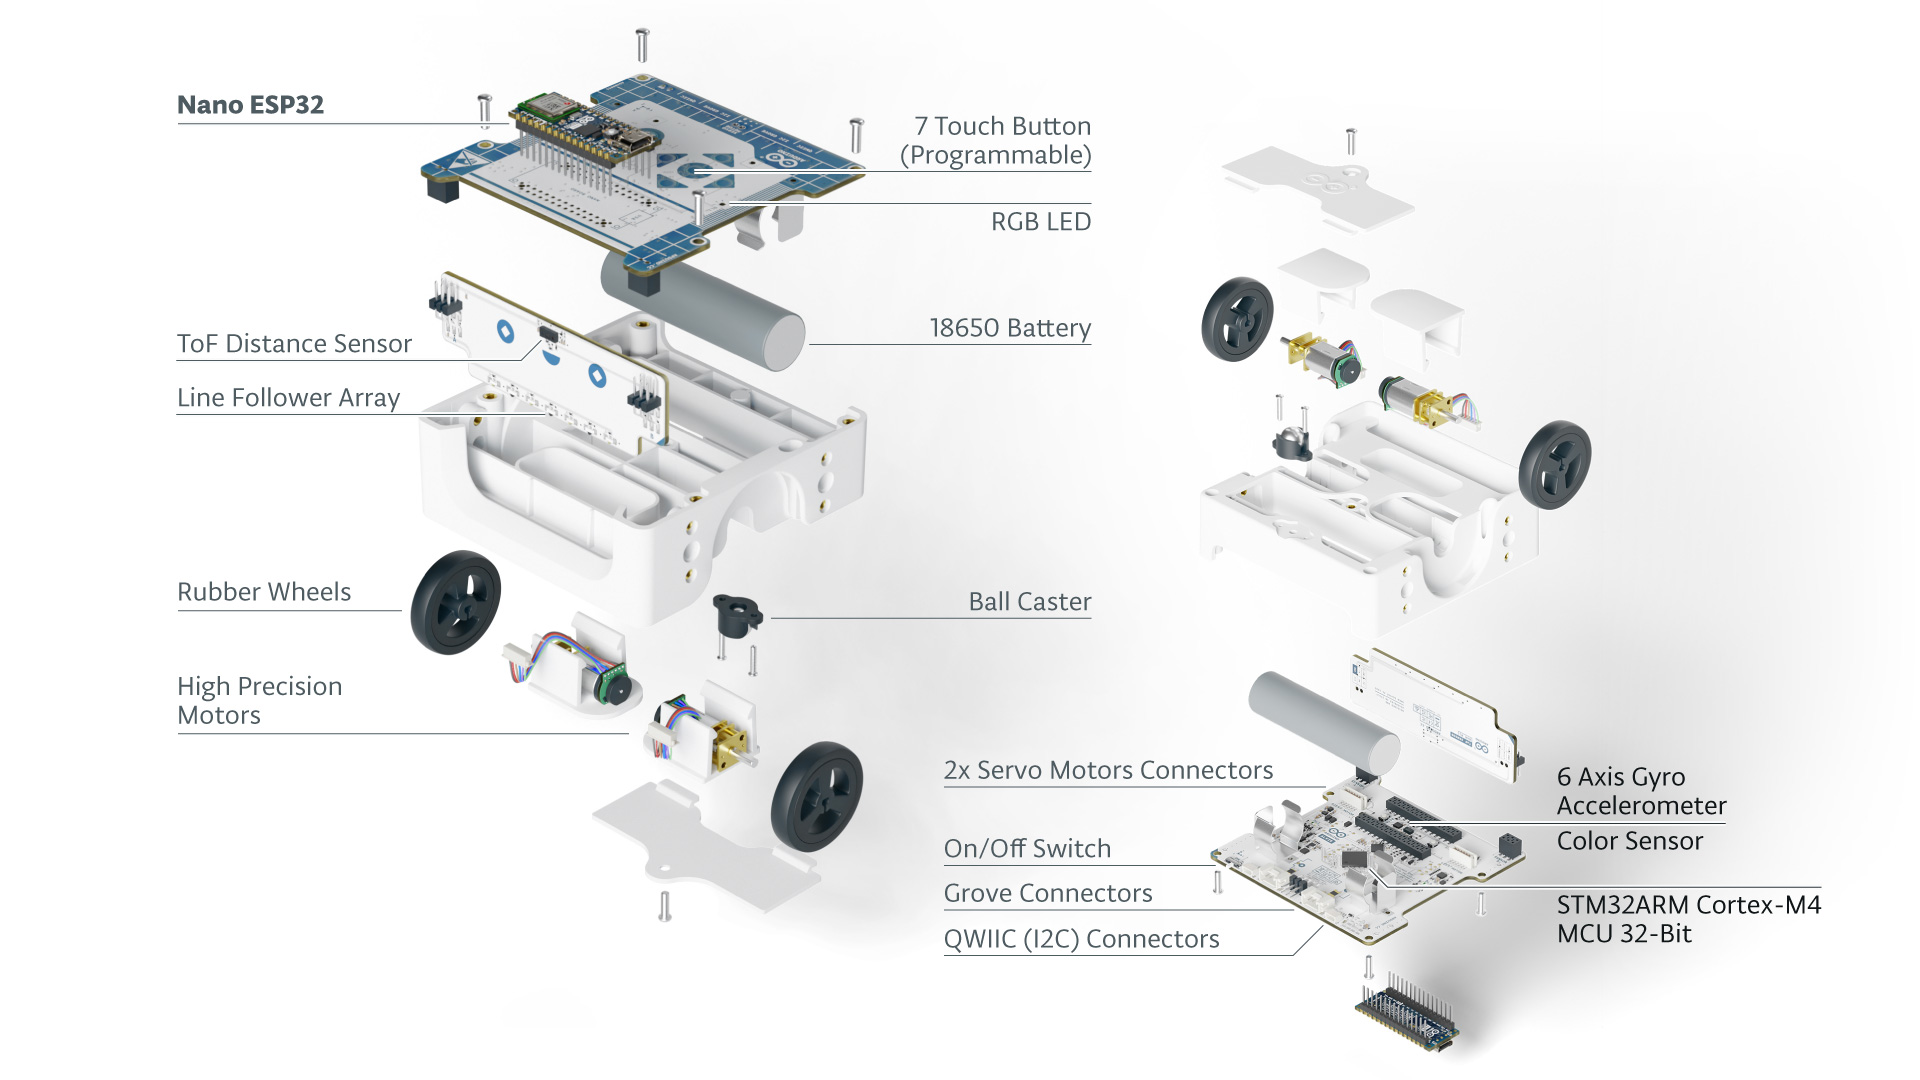 Nano ESP32
7 Touch Button
(Programmable)
RGB LED
18650 Battery
ToF Distance Sensor
Line Follower Array
Rubber Wheels
Ball Caster
High Precision
Motors
2x Servo Motors Connectors
6 Axis Gyro
Accelerometer
Color Sensor
On/Off Switch
Grove Connectors
STM32ARM Cortex-M4
MCU 32-Bit
QWIIC (I2C) Connectors